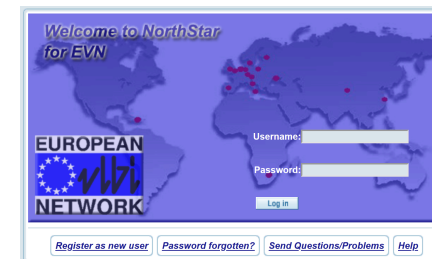 Welcome to NorthStar
for EVN
Username:
EUROPEAN
vlbi
Password:
NETWORK
Log in
Register as new user
Password forgotten?
Send Questions/Problems
Help